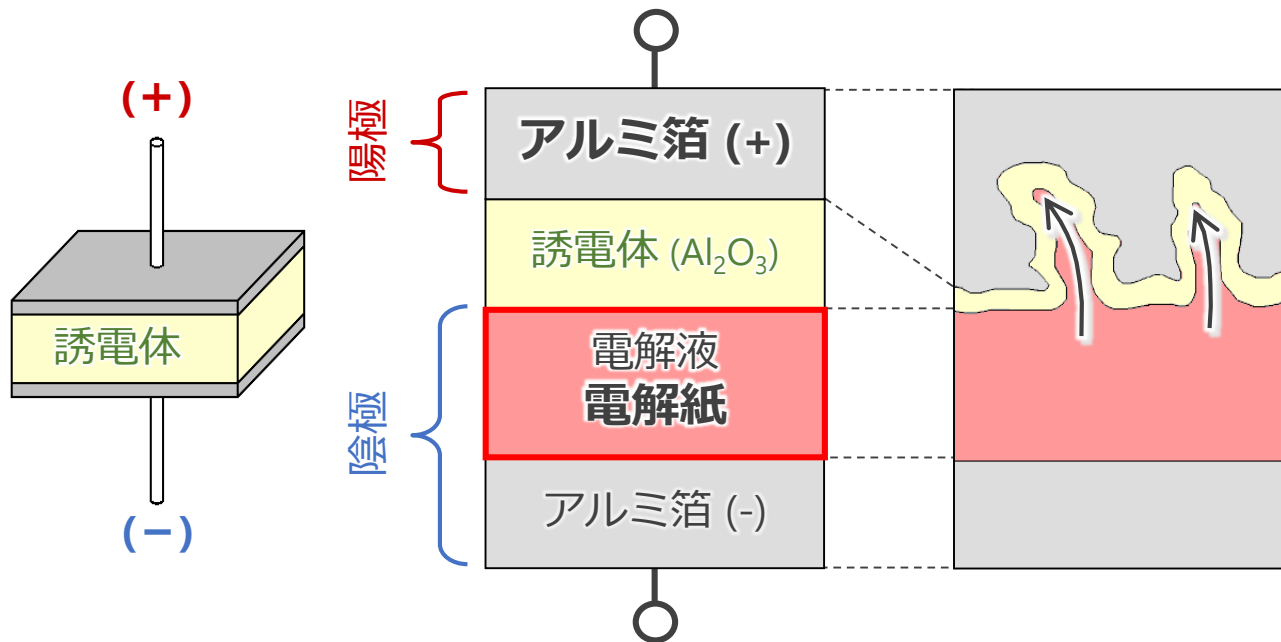 (+)
誘電体
(−)
陽極
陰極
アルミ箔 (+)
誘電体 (Al₂O₃)
電解液
電解紙
アルミ箔 (-)